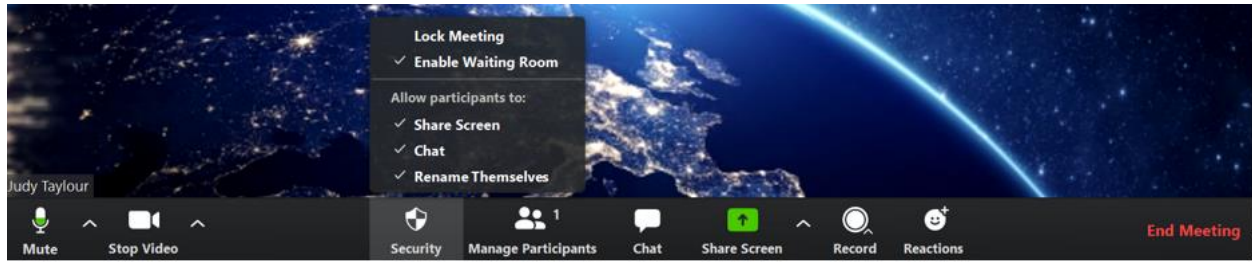 Lock Meeting
Enable Waiting Room
Allow participants to:
Share Screen
Chat
Rename Themselves
Judy Taylour
1
Mute Stop Video Security Manage Participants Chat Share Screen Record Reactions End Meeting